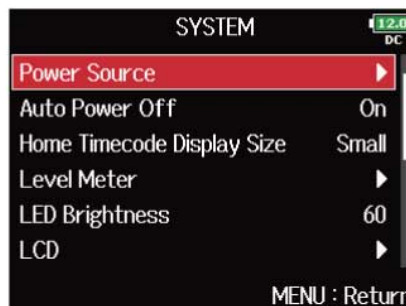 SYSTEM
12.0
DC
Power Source
Auto Power Off On
Home Timecode Display Size Small
Level Meter
LED Brightness 60
LCD
MENU : Return